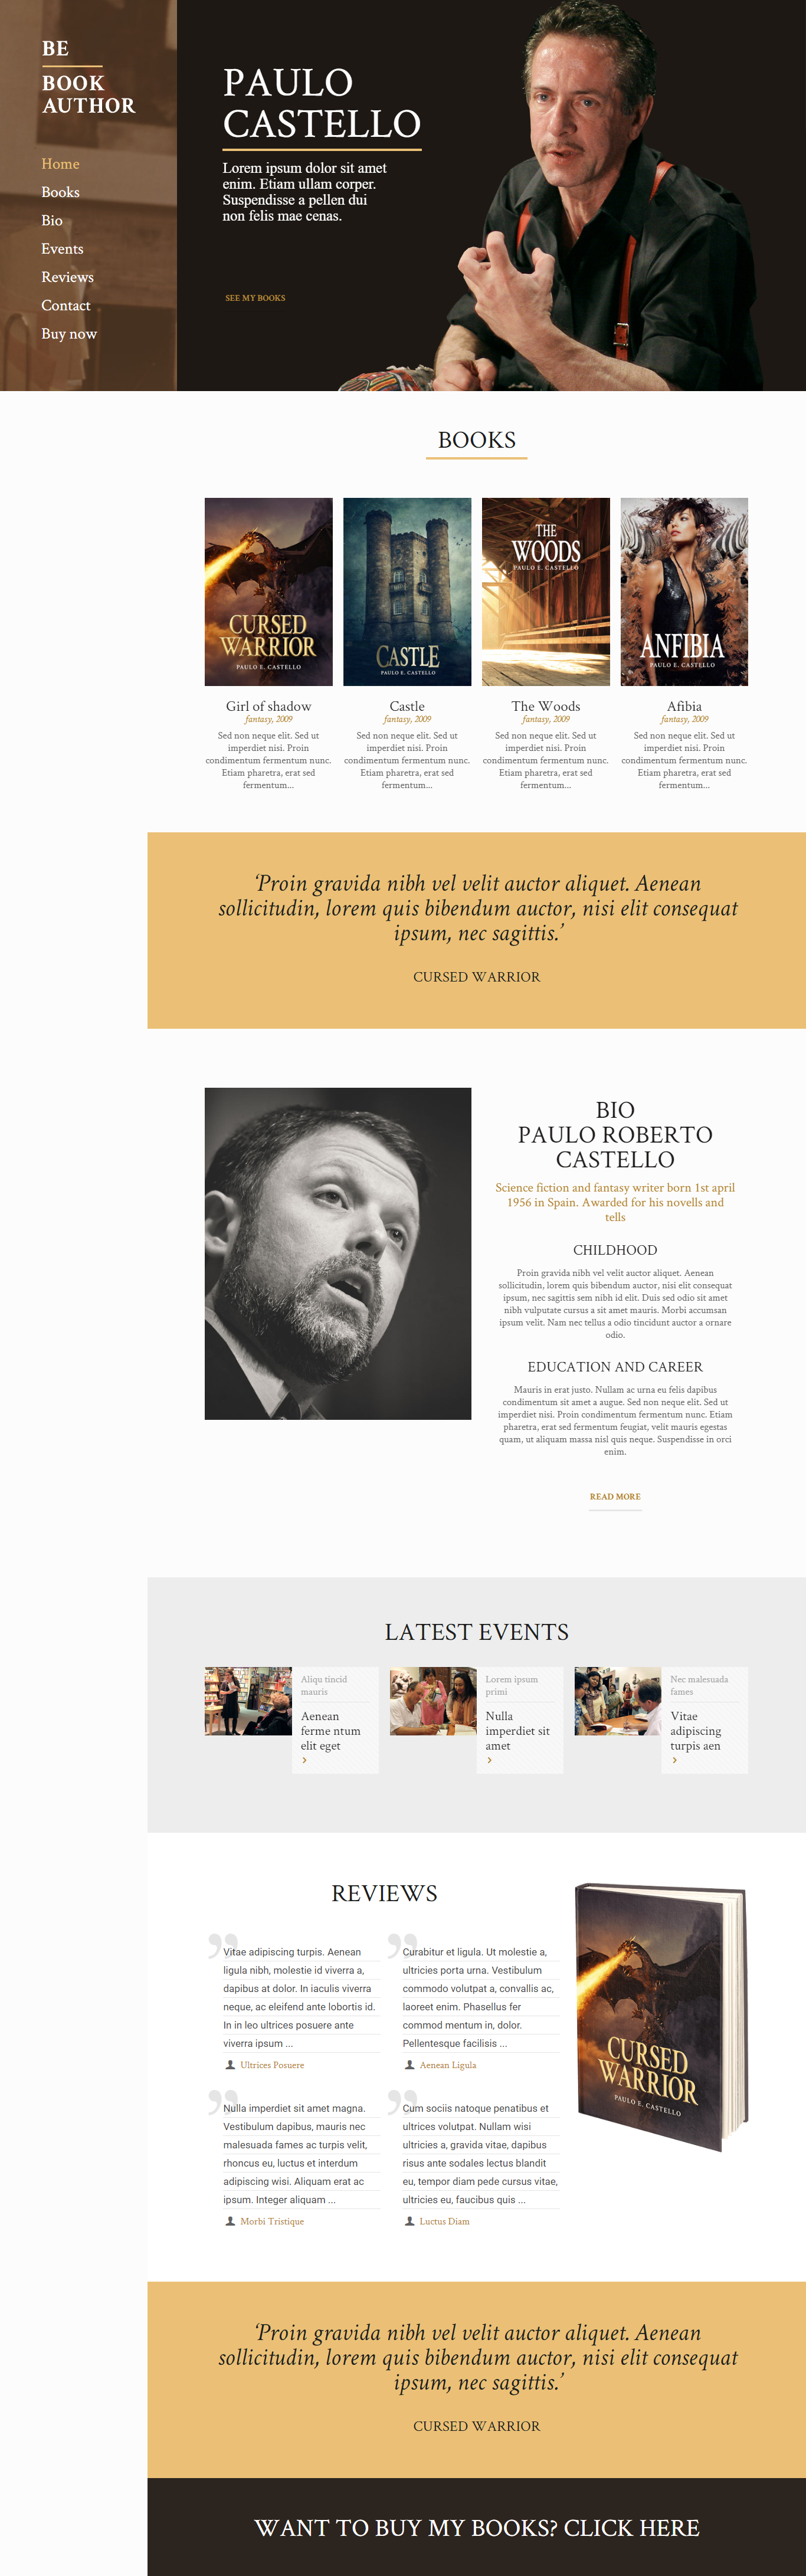 BE
BOOK
AUTHOR
Home
Books
Bio
Events
Reviews
Contact
Buy now
PAULO
CASTELLO
Lorem ipsum dolor sit amet
enim. Etiam ullam corper.
Suspendisse a pellen dui
non felis mae cenas.
SEE MY BOOKS
BOOKS
CURSED
WARRIOR
PAULO E. CASTELLO
Girl of shadow
fantasy, 2009
Sed non neque elit. Sed ut
imperdiet nisi. Proin
condimentum fermentum nunc.
Etiam pharetra, erat sed
fermentum...
CASTLE
PAULO E. CASTELLO
Castle
fantasy, 2009
Sed non neque elit. Sed ut
imperdiet nisi. Proin
condimentum fermentum nunc.
Etiam pharetra, erat sed
fermentum...
THE
WOODS
PAULO E. CASTELLO
The Woods
fantasy, 2009
Sed non neque elit. Sed ut
imperdiet nisi. Proin
condimentum fermentum nunc.
Etiam pharetra, erat sed
fermentum...
ANFIBIA
PAULO E. CASTELLO
Afibia
fantasy, 2009
Sed non neque elit. Sed ut
imperdiet nisi. Proin
condimentum fermentum nunc.
Etiam pharetra, erat sed
fermentum...
‘Proin gravida nibh vel velit auctor aliquet. Aenean
sollicitudin, lorem quis bibendum auctor, nisi elit consequat
ipsum, nec sagittis.’
CURSED WARRIOR
BIO
PAULO ROBERTO
CASTELLO
Science fiction and fantasy writer born 1st april
1956 in Spain. Awarded for his novells and
tells
CHILDHOOD
Proin gravida nibh vel velit auctor aliquet. Aenean
sollicitudin, lorem quis bibendum auctor, nisi elit consequat
ipsum, nec sagittis sem nibh id elit. Duis sed odio sit amet
nibh vulputate cursus a sit amet mauris. Morbi accumsan
ipsum velit. Nam nec tellus a odio tincidunt auctor a ornare
odio.
EDUCATION AND CAREER
Mauris in erat justo. Nullam ac urna eu felis dapibus
condimentum sit amet a augue. Sed non neque elit. Sed ut
imperdiet nisi. Proin condimentum fermentum nunc. Etiam
pharetra, erat sed fermentum feugiat, velit mauris egestas
quam, ut aliquam massa nisl quis neque. Suspendisse in orci
enim.
READ MORE
LATEST EVENTS
Aliqu tincid
mauris
Aenean
ferme ntum
elit eget
Lorem ipsum
primi
Nulla
imperdiet sit
amet
Nec malesuada
fames
Vitae
adipiscing
turpis aen
REVIEWS
Vitae adipiscing turpis. Aenean
ligula nibh, molestie id viverra a,
dapibus at dolor. In iaculis viverra
neque, ac eleifend ante lobortis id.
In in leo ultrices posuere ante
viverra ipsum ...
Ultrices Posuere
Curabitur et ligula. Ut molestie a,
ultricies porta urna. Vestibulum
commodo volutpat a, convallis ac,
laoreet enim. Phasellus fer
commod mentum in, dolor.
Pellentesque facilisis ...
Aenean Ligula
Nulla imperdiet sit amet magna.
Vestibulum dapibus, mauris nec
malesuada fames ac turpis velit,
rhoncus eu, luctus et interdum
adipiscing wisi. Aliquam erat ac
ipsum. Integer aliquam ...
Morbi Tristique
Cum sociis natoque penatibus et
ultrices volutpat. Nullam wisi
ultricies a, gravida vitae, dapibus
risus ante sodales lectus blandit
eu, tempor diam pede cursus vitae,
ultricies eu, faucibus quis ...
Luctus Diam
CURSED
WARRIOR
PAULO E. CASTELLO
‘Proin gravida nibh vel velit auctor aliquet. Aenean
sollicitudin, lorem quis bibendum auctor, nisi elit consequat
ipsum, nec sagittis.’
CURSED WARRIOR
WANT TO BUY MY BOOKS? CLICK HERE